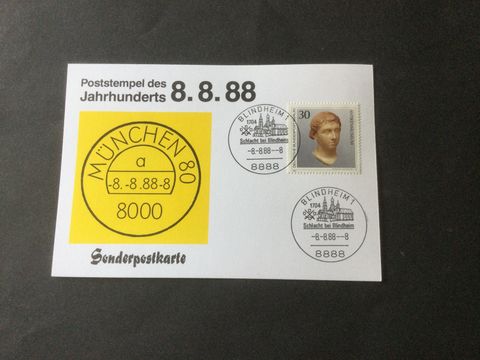 Poststempel des
Jahrhunderts 8. 8. 88
MÜNCHEN 80
a
-8.-8.88-8
8000
Sonderpostkarte
BLINDHEIM 1
1704
Schlacht bei Blindheim
-8.-8.88--8
8888
30
BLINDHEIM 1
1704
Schlacht bei Blindheim
-8.-8.88--8
8888